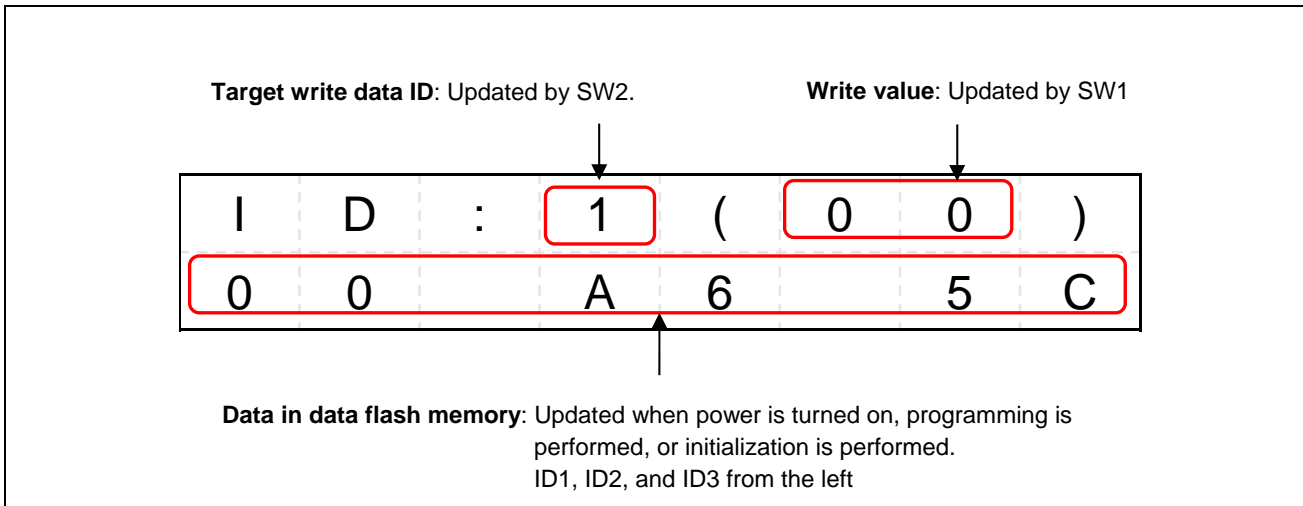 Target write data ID: Updated by SW2. Write value: Updated by SW1
I D : 1 ( 0 0 )
0 0 A 6 5 C
Data in data flash memory: Updated when power is turned on, programming is
performed, or initialization is performed.
ID1, ID2, and ID3 from the left